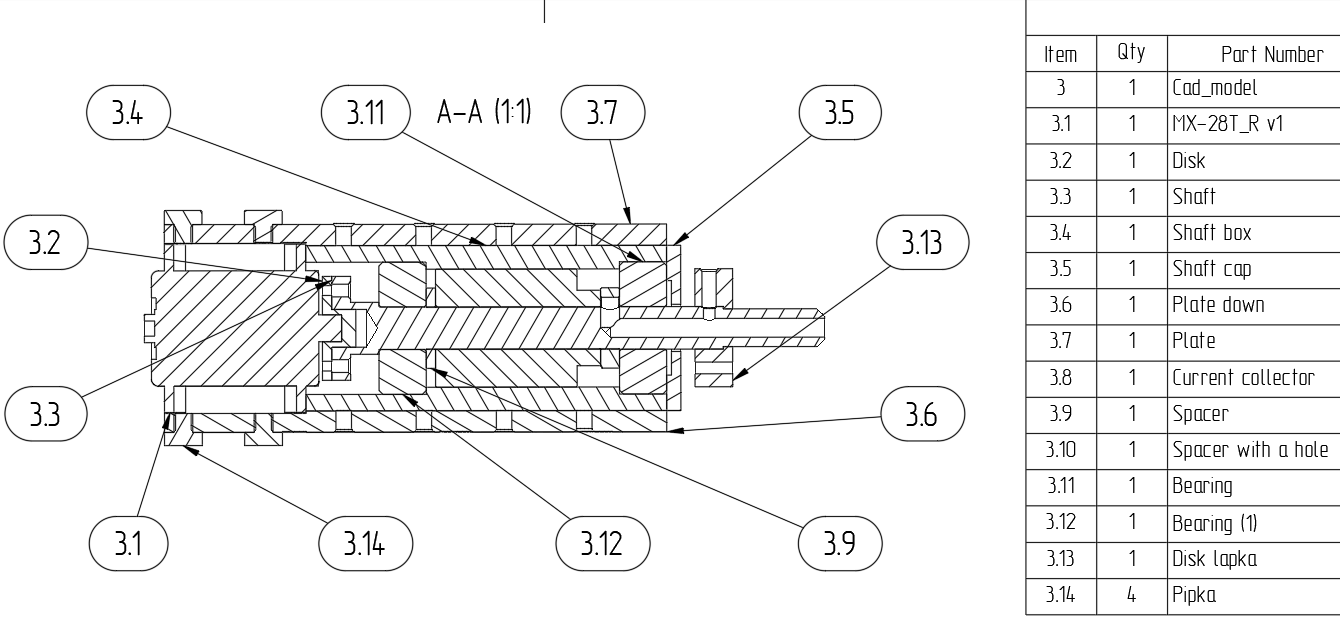 3.4
3.11
A–A (1:1)
3.7
3.5
3.2
3.13
3.3
3.6
3.1
3.14
3.12
3.9
Item Qty Part Number
3 1 Cad_model
3.1 1 MX–28T_R v1
3.2 1 Disk
3.3 1 Shaft
3.4 1 Shaft box
3.5 1 Shaft cap
3.6 1 Plate down
3.7 1 Plate
3.8 1 Current collector
3.9 1 Spacer
3.10 1 Spacer with a hole
3.11 1 Bearing
3.12 1 Bearing (1)
3.13 1 Disk lapka
3.14 4 Pipka